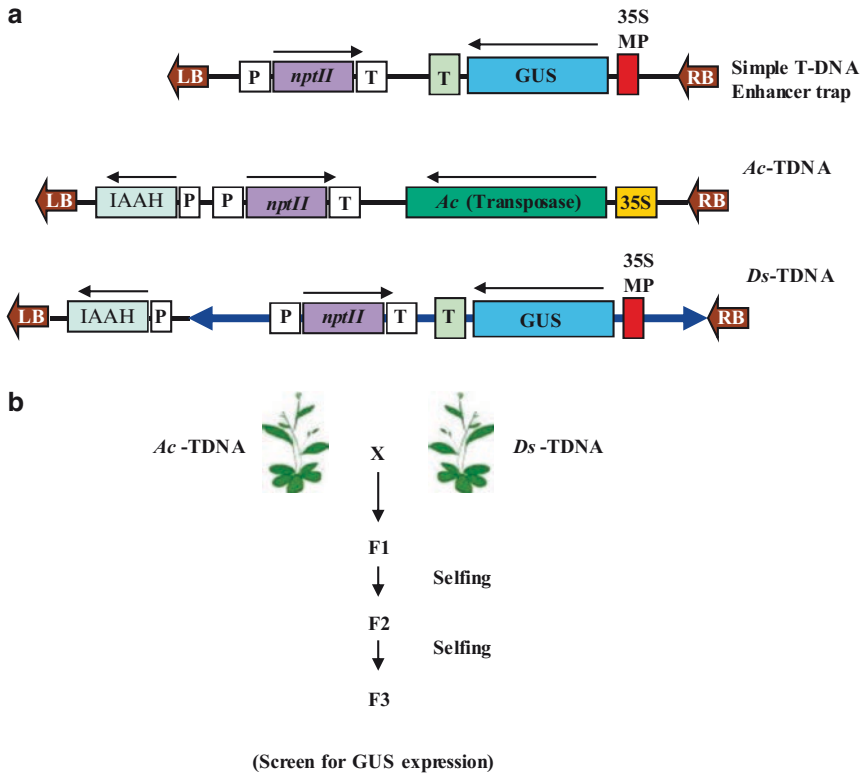 a
35S
MP
LB P nptII T T GUS RB
Simple T-DNA
Enhancer trap
Ac-TDNA
LB IAAH P P nptII T Ac (Transposase) 35S RB
35S
MP
Ds-TDNA
LB IAAH P P nptII T T GUS RB
b
Ac -TDNA X Ds -TDNA
F1
Selfing
F2
Selfing
F3
(Screen for GUS expression)